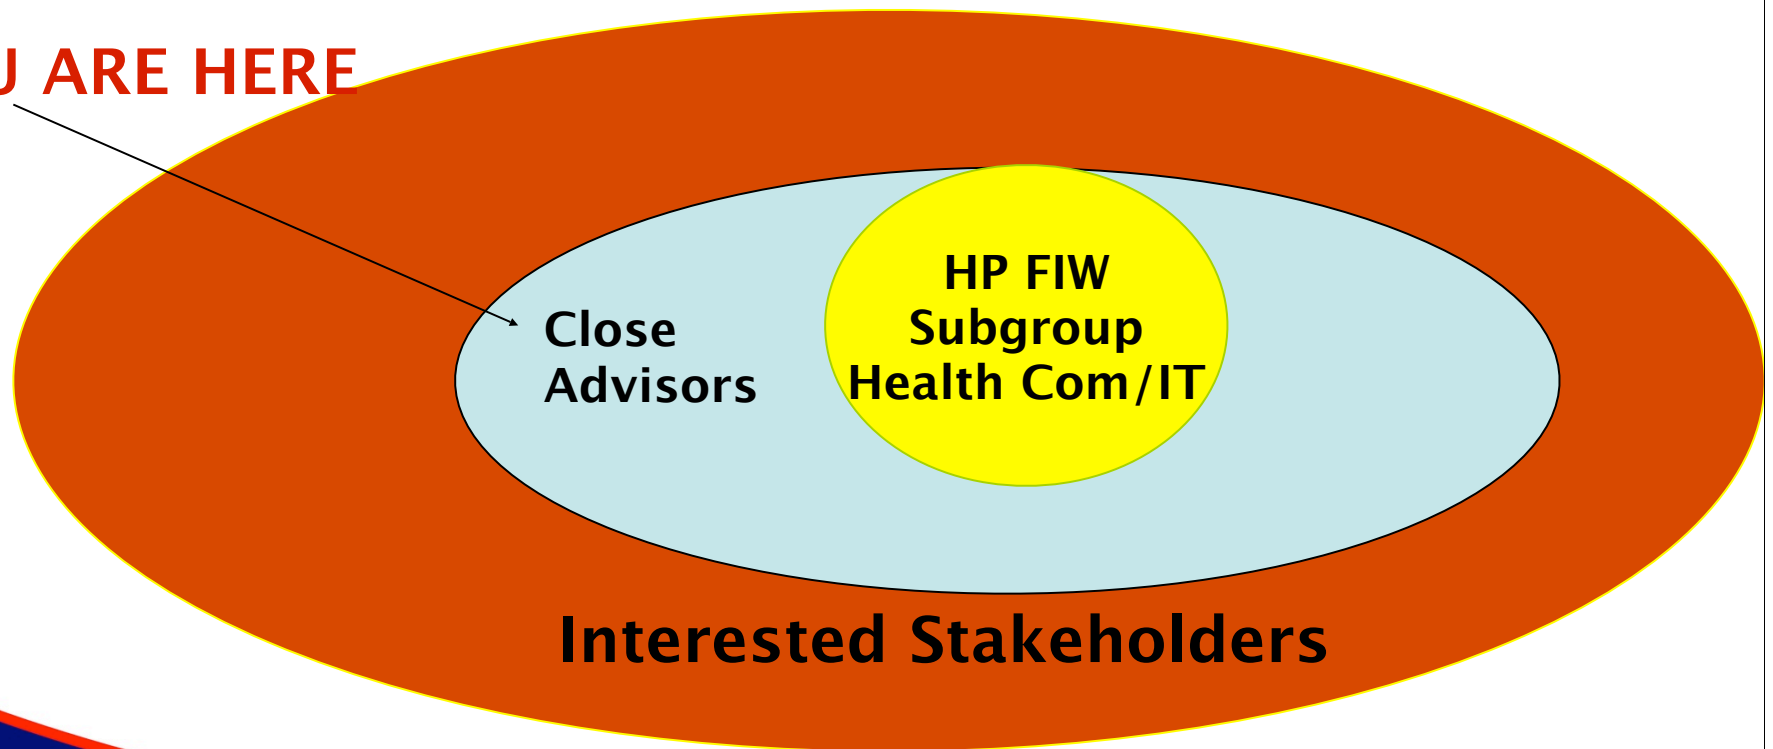 ARE HERE
HP FIW
Subgroup
Health Com/IT
Close
Advisors
Interested Stakeholders